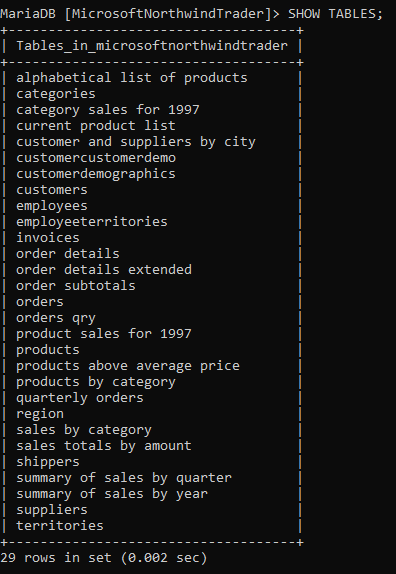 MariaDB [MicrosoftNorthwindTrader]> SHOW TABLES;
+------------------------------------+
| Tables_in_microsoftnorthwindtrader |
+------------------------------------+
| alphabetical list of products      |
| categories                         |
| category sales for 1997            |
| current product list               |
| customer and suppliers by city     |
| customercustomerdemo               |
| customerdemographics               |
| customers                          |
| employees                          |
| employeeterritories                |
| invoices                           |
| order details                      |
| order details extended             |
| order subtotals                    |
| orders                             |
| orders qry                         |
| product sales for 1997             |
| products                           |
| products above average price       |
| products by category               |
| quarterly orders                   |
| region                             |
| sales by category                  |
| sales totals by amount             |
| shippers                           |
| summary of sales by quarter        |
| summary of sales by year           |
| suppliers                          |
| territories                        |
+------------------------------------+
29 rows in set (0.002 sec)